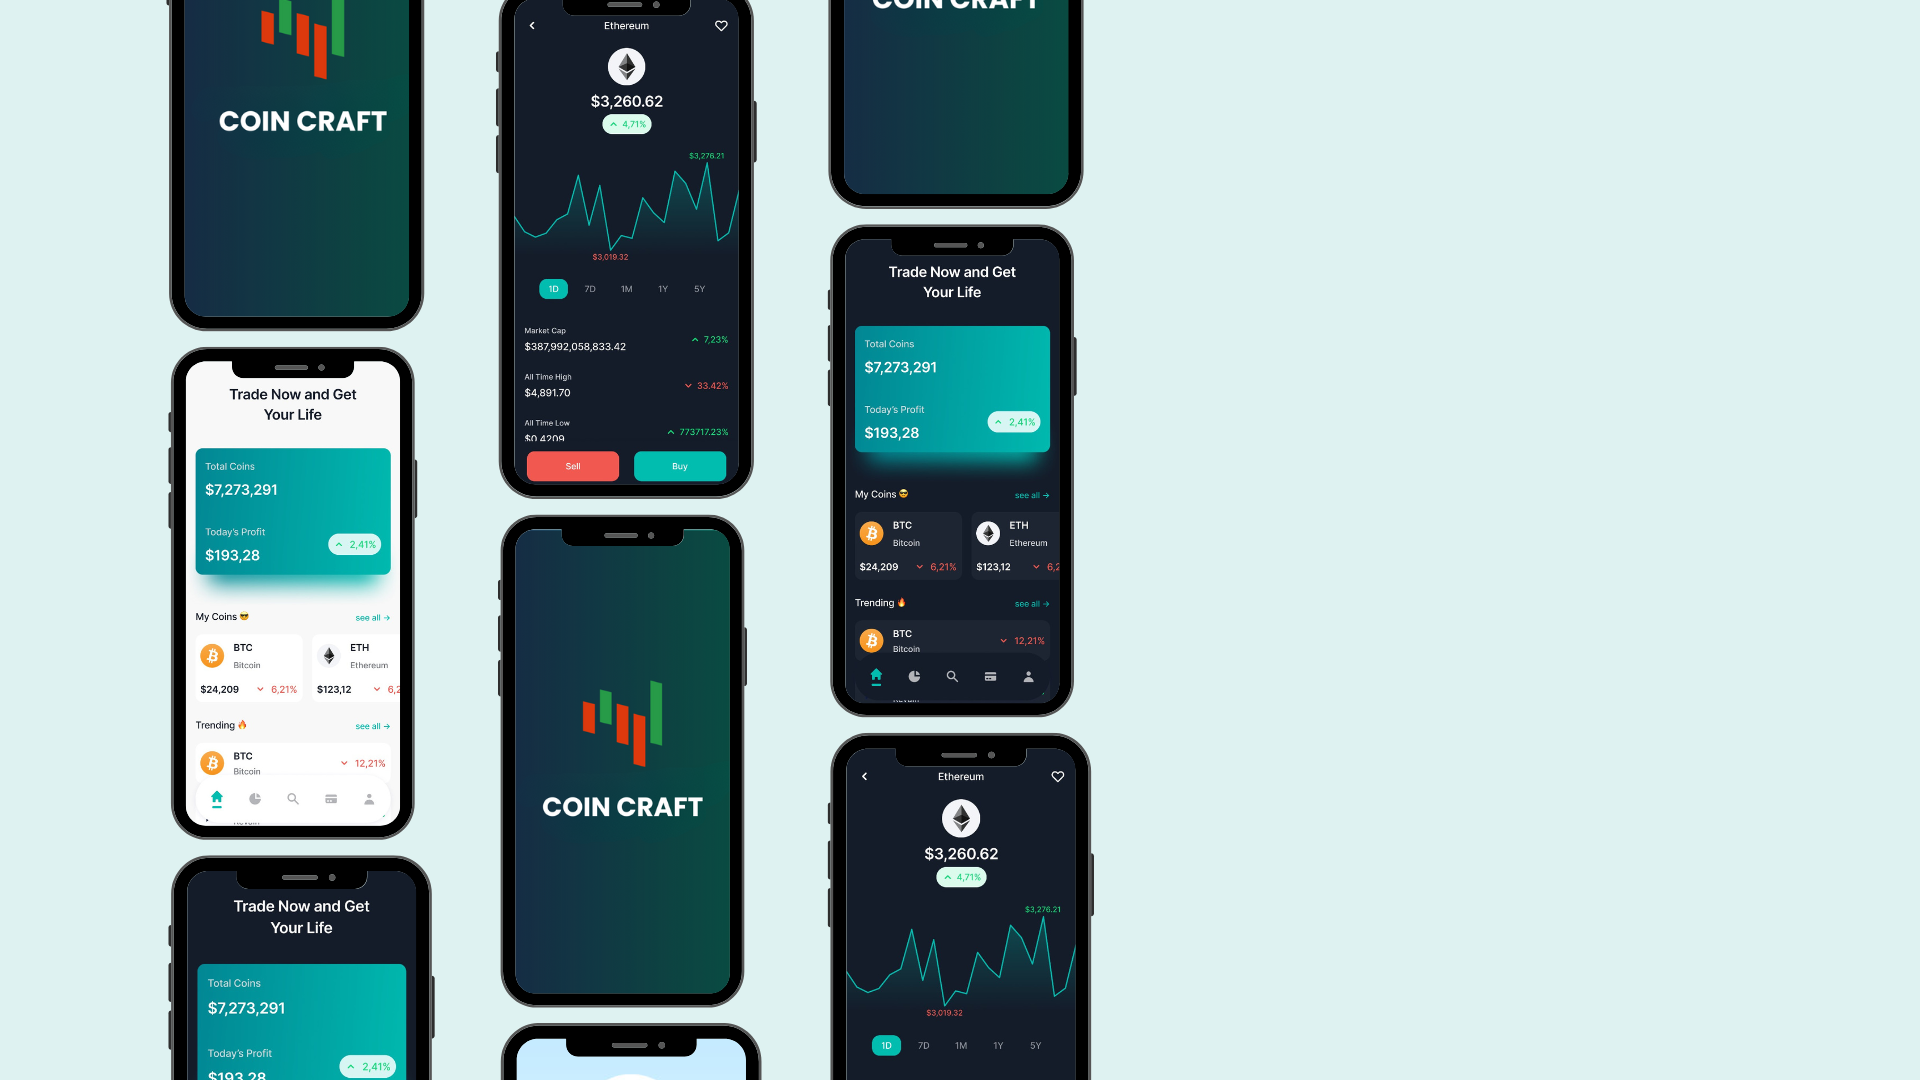 COIN CRAFT
Trade Now and Get
Your Life
Total Coins
$7,273,291
Today's Profit
$193,28
2,41%
My Coins 😎
see all →
BTC
Bitcoin
$24,209
6,21%
ETH
Ethereum
$123,12
6,2
Trending 🔥
see all →
BTC
Bitcoin
12,21%
Trade Now and Get
Your Life
Total Coins
$7,273,291
Today's Profit
$193,28
2,41%
Ethereum
$3,260.62
4,71%
$3,276.21
$3,019.32
1D 7D 1M 1Y 5Y
Market Cap
$387,992,058,833.42
7,23%
All Time High
$4,891.70
33.42%
All Time Low
$0.4209
773717.23%
Sell Buy
COIN CRAFT
COIN CRAFT
Trade Now and Get
Your Life
Total Coins
$7,273,291
Today's Profit
$193,28
2,41%
My Coins 😎
see all →
BTC
Bitcoin
$24,209
6,21%
ETH
Ethereum
$123,12
6,2
Trending 🔥
see all →
BTC
Bitcoin
12,21%
Ethereum
$3,260.62
4,71%
$3,276.21
$3,019.32
1D 7D 1M 1Y 5Y